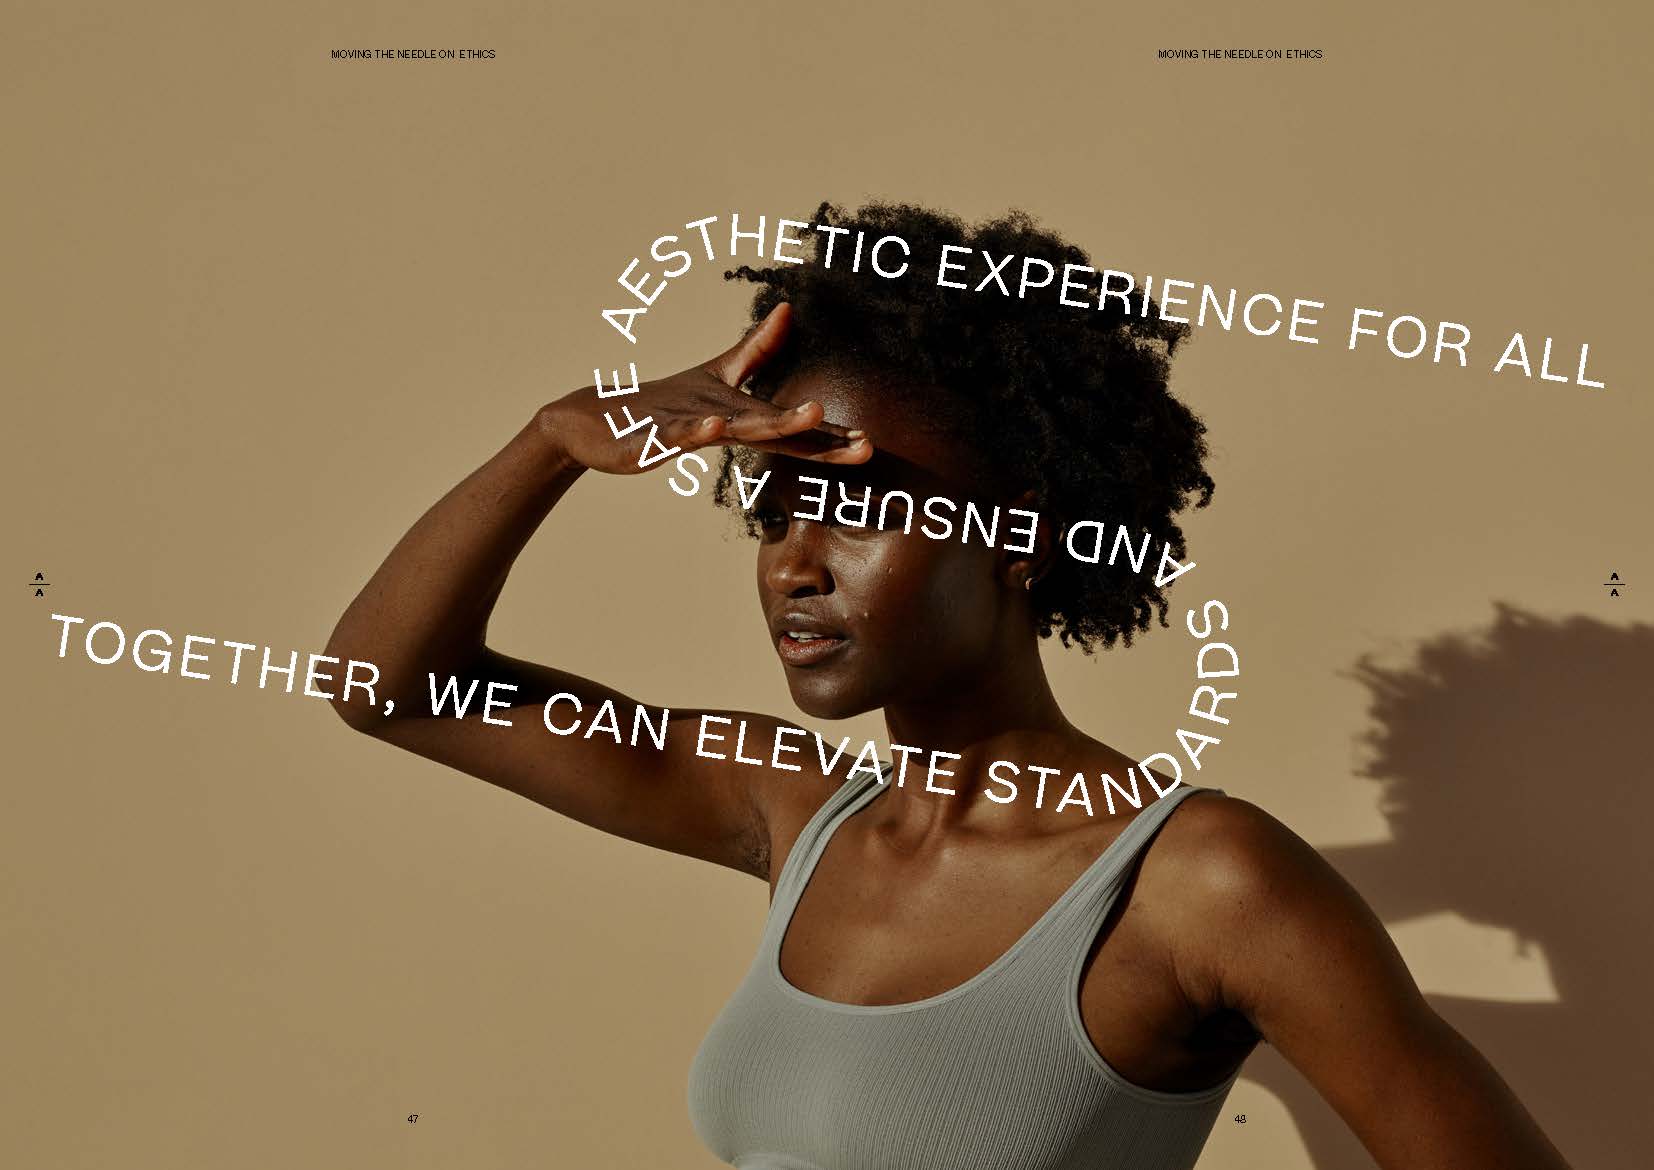 MOVING THE NEEDLE ON ETHICS
MOVING THE NEEDLE ON ETHICS
TOGETHER, WE CAN ELEVATE STANDARDS AND ENSURE A SAFE AESTHETIC EXPERIENCE FOR ALL
A
A
A
A
47
48